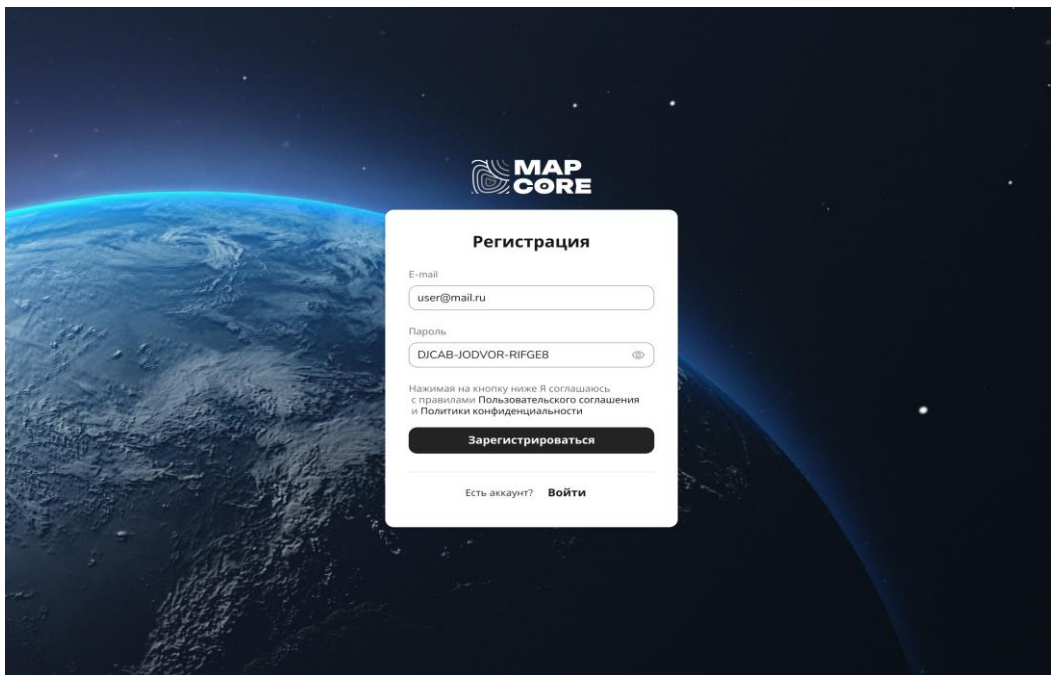 MAP
CORE
Регистрация
E-mail
user@mail.ru
Пароль
DJCAB-JODVOR-RIFGE8
Нажимая на кнопку ниже Я соглашаюсь
с правилами Пользовательского соглашения
и Политики конфиденциальности
Зарегистрироваться
Есть аккаунт? Войти